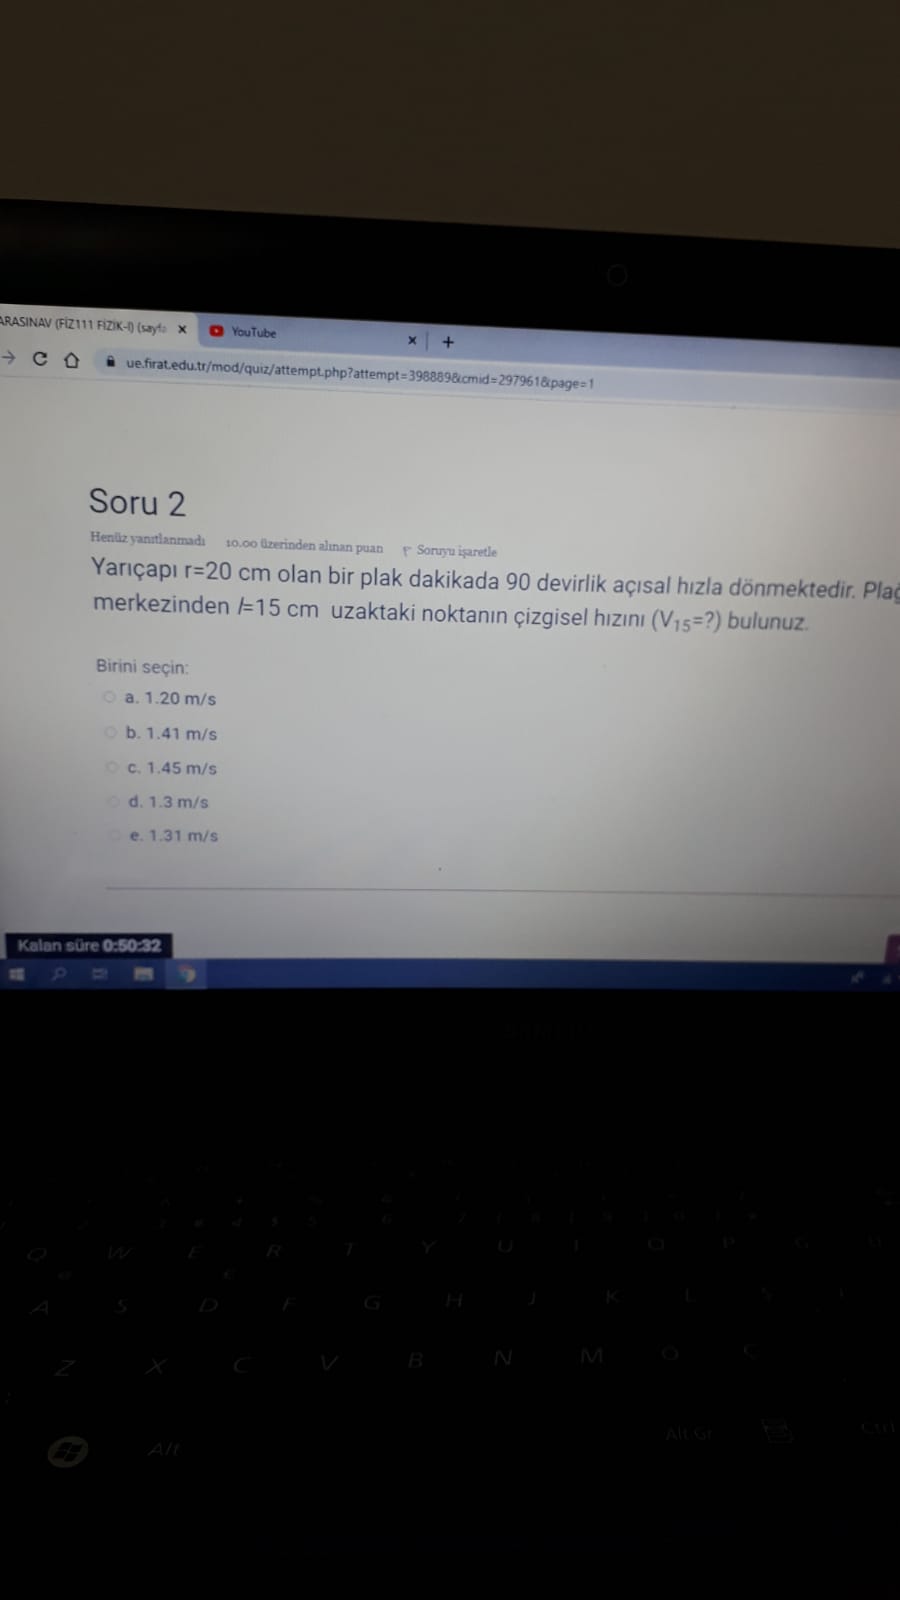 ARASINAV (FİZ111 FİZİK-I) (sayfa
YouTube
ue.firat.edu.tr/mod/quiz/attempt.php?attempt=398889&cmid=297961&page=1
Soru 2
Henüz yanıtlanmadı 10.00 üzerinden alınan puan Soruyu işaretle
Yarıçapı r=20 cm olan bir plak dakikada 90 devirlik açısal hızla dönmektedir. Plağ
merkezinden l=15 cm uzaktaki noktanın çizgisel hızını (V15=?) bulunuz.
Birini seçin:
a. 1.20 m/s
b. 1.41 m/s
c. 1.45 m/s
d. 1.3 m/s
e. 1.31 m/s
Kalan süre 0:50:32
Q W E R T Y U I O P G U
A S D F G H J K L Ş İ
Z X C V B N M Ö Ç
Alt Alt Gr Ctrl